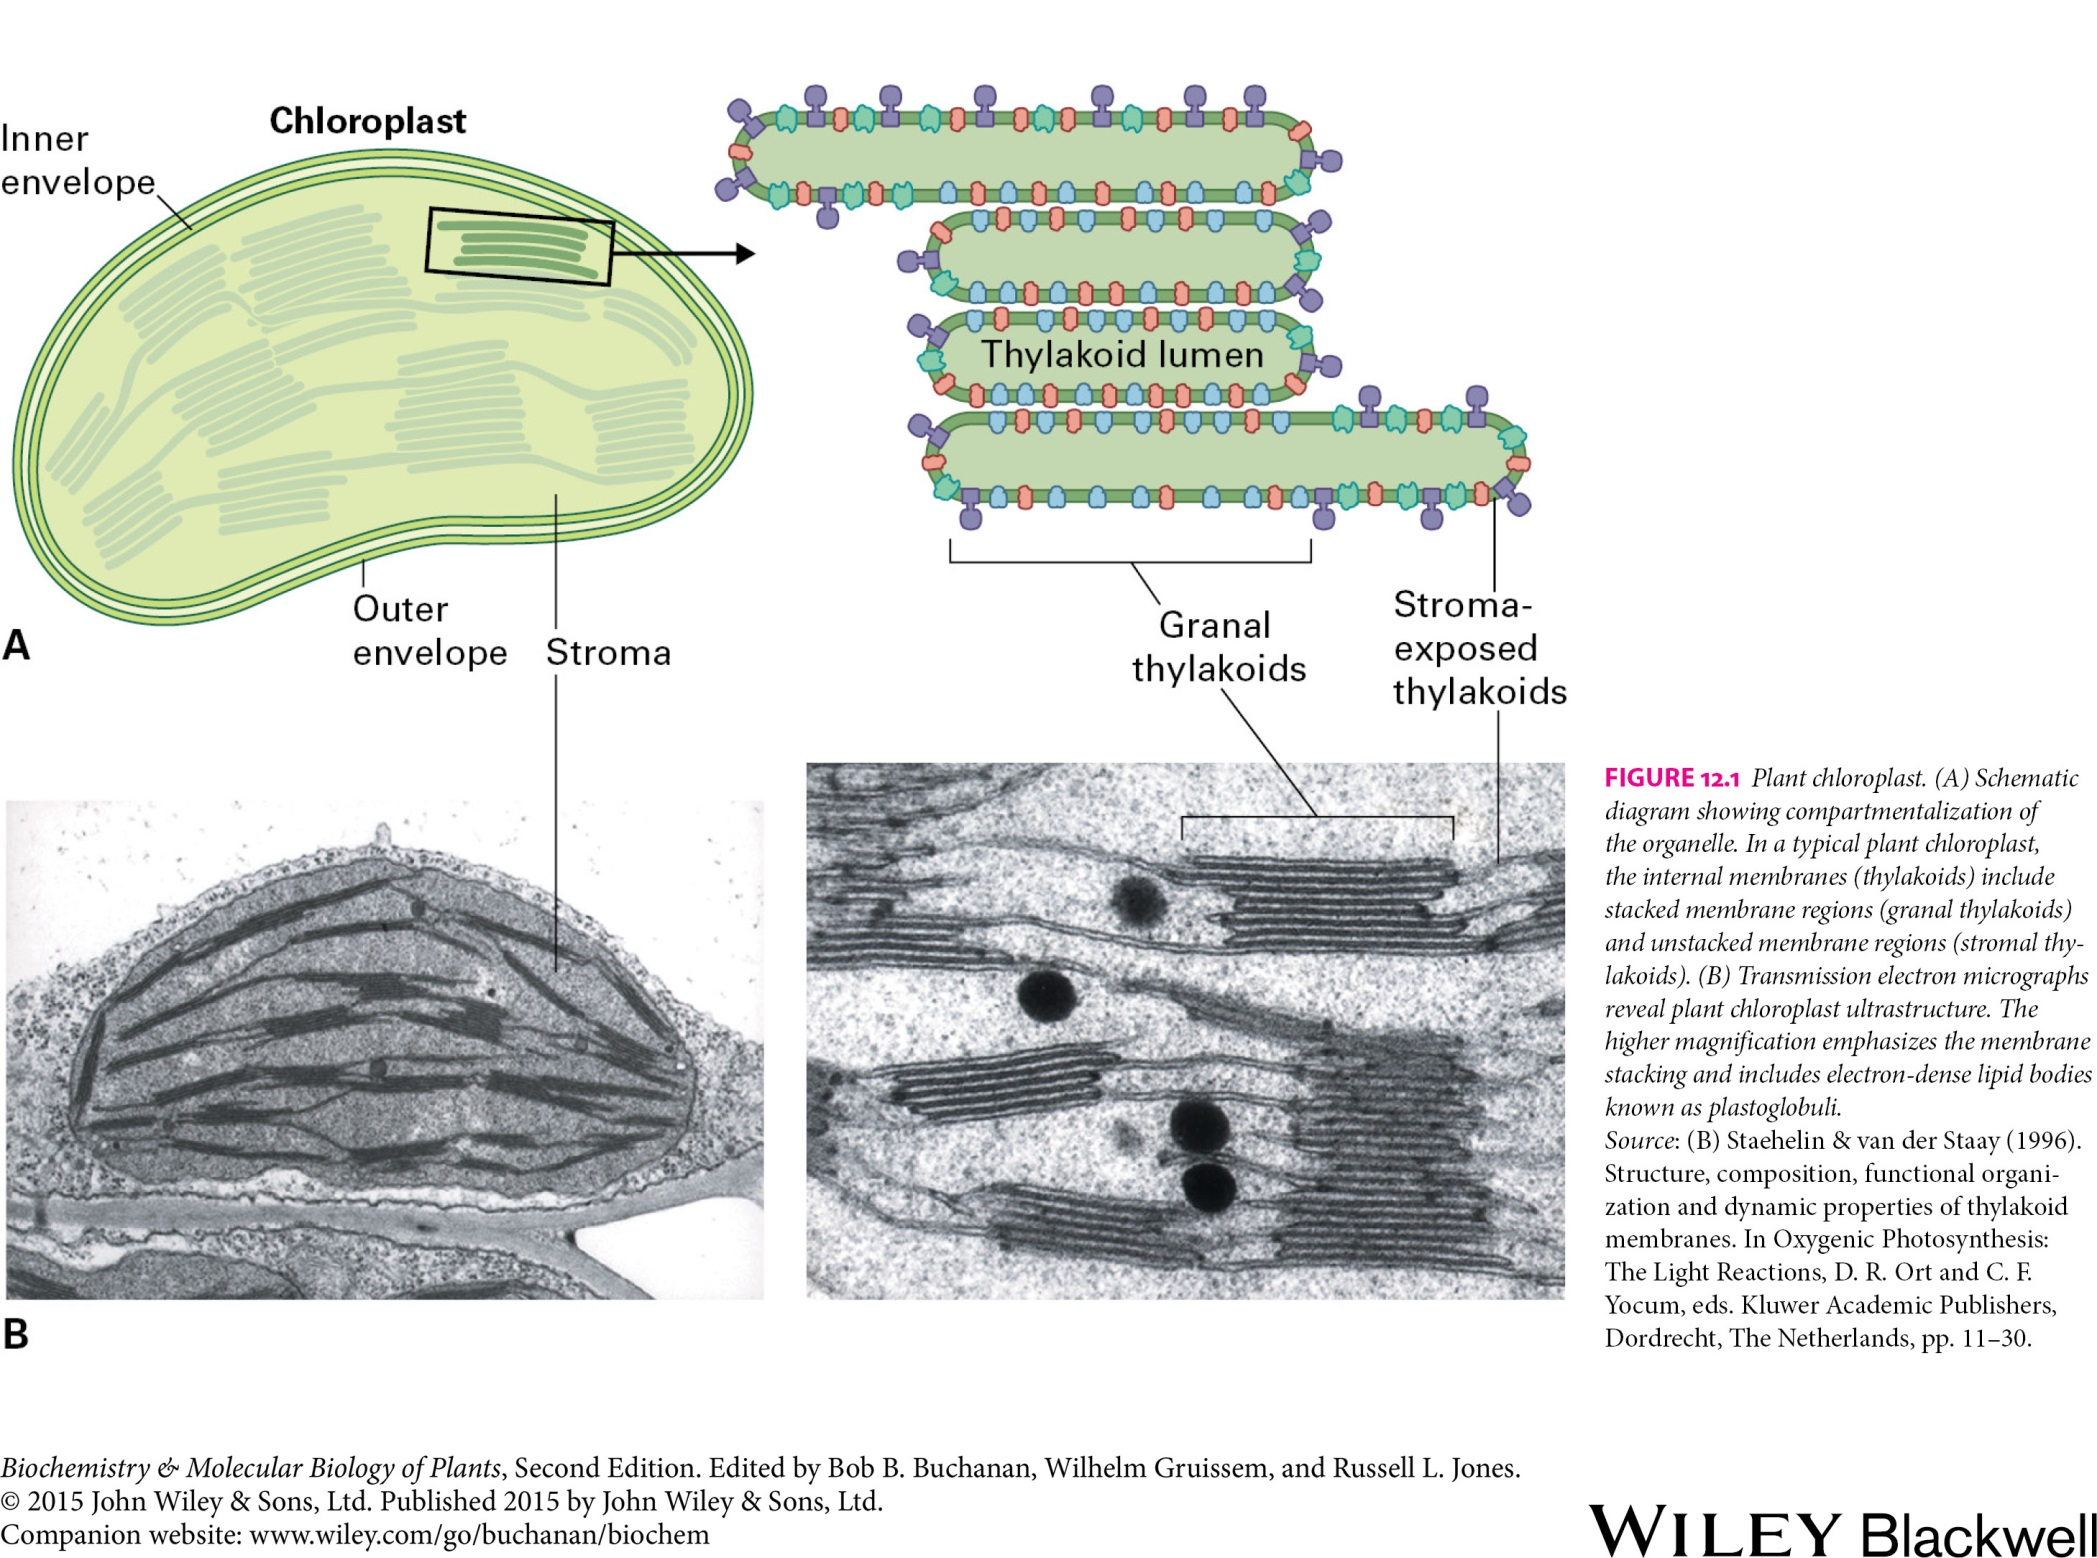 Chloroplast
Inner
envelope
Thylakoid lumen
Outer
envelope
Stroma
Granal
thylakoids
Stroma-
exposed
thylakoids
A
B
FIGURE 12.1 Plant chloroplast. (A) Schematic
diagram showing compartmentalization of
the organelle. In a typical plant chloroplast,
the internal membranes (thylakoids) include
stacked membrane regions (granal thylakoids)
and unstacked membrane regions (stromal thy-
lakoids). (B) Transmission electron micrographs
reveal plant chloroplast ultrastructure. The
higher magnification emphasizes the membrane
stacking and includes electron-dense lipid bodies
known as plastoglobuli.
Source: (B) Staehelin & van der Staay (1996).
Structure, composition, functional organi-
zation and dynamic properties of thylakoid
membranes. In Oxygenic Photosynthesis:
The Light Reactions, D. R. Ort and C. F.
Yocum, eds. Kluwer Academic Publishers,
Dordrecht, The Netherlands, pp. 11–30.
Biochemistry & Molecular Biology of Plants, Second Edition. Edited by Bob B. Buchanan, Wilhelm Gruissem, and Russell L. Jones.
© 2015 John Wiley & Sons, Ltd. Published 2015 by John Wiley & Sons, Ltd.
Companion website: www.wiley.com/go/buchanan/biochem
WILEY Blackwell